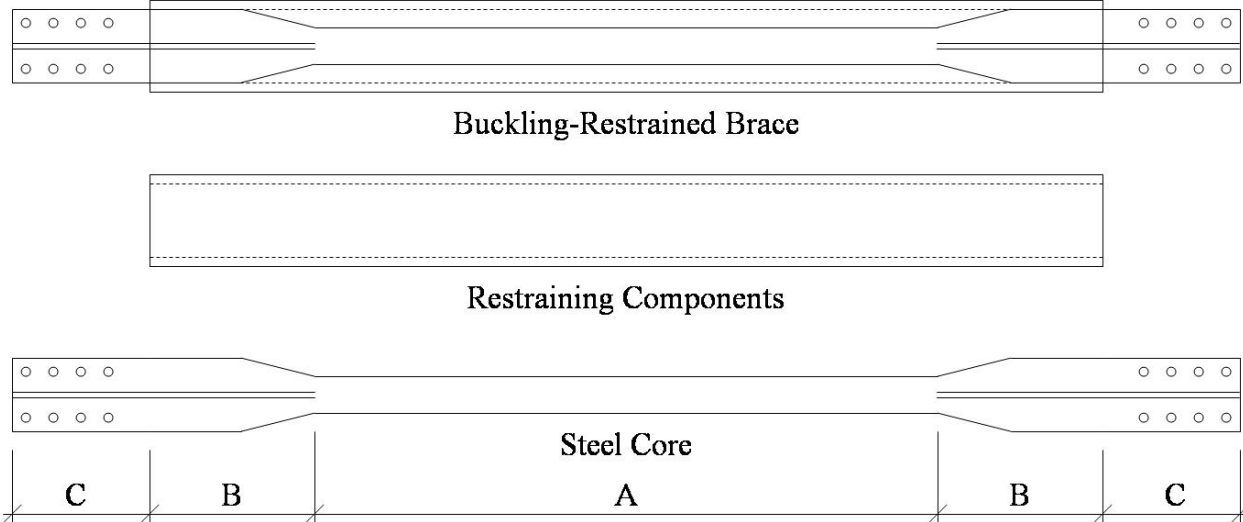 Buckling-Restrained Brace
Restraining Components
Steel Core
C B A B C